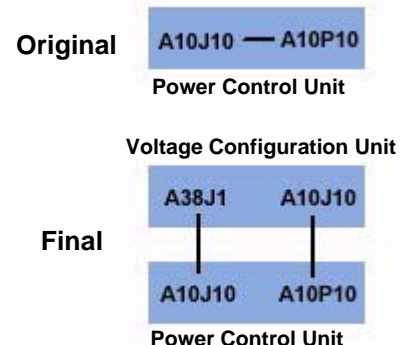 Original
A10J10 — A10P10
Power Control Unit
Voltage Configuration Unit
A38J1 A10J10
Final
A10J10 A10P10
Power Control Unit